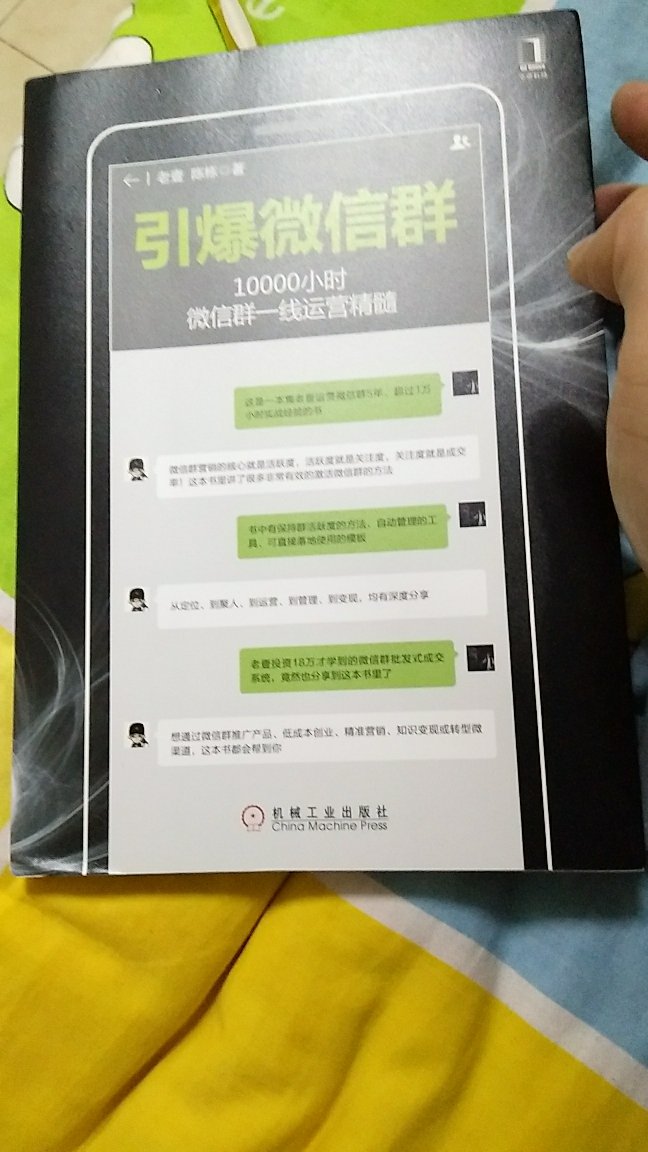 老壹 陈栋◎著
引爆微信群
10000小时
微信群一线运营精髓
这是一本集老壹运营微信群5年、超过1万
小时实战经验的书
微信群营销的核心就是活跃度，活跃度就是关注度，关注度就是成交
率！这本书里讲了很多非常有效的激活微信群的方法
书中有保持群活跃度的方法、自动管理的工
具、可直接落地使用的模板
从定位、到聚人、到运营、到管理、到变现，均有深度分享
老壹投资18万才学到的微信群批发式成交
系统，竟然也分享到这本书里了
想通过微信群推广产品、低成本创业、精准营销、知识变现或转型微
渠道，这本书都会帮到你
机械工业出版社
China Machine Press